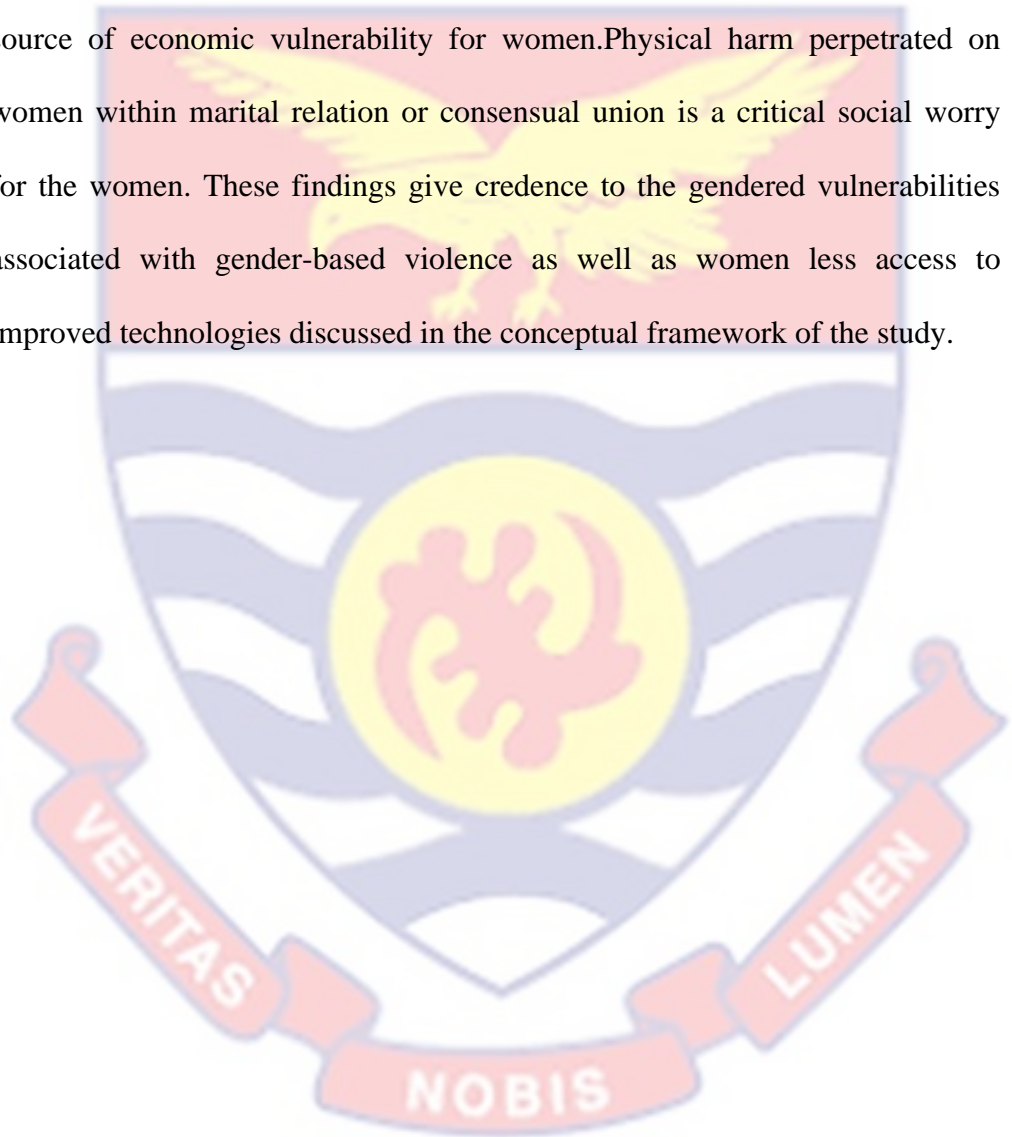 source of economic vulnerability for women.Physical harm perpetrated on
women within marital relation or consensual union is a critical social worry
for the women. These findings give credence to the gendered vulnerabilities
associated with gender-based violence as well as women less access to
improved technologies discussed in the conceptual framework of the study.
VERITAS
NOBIS
LUMEN